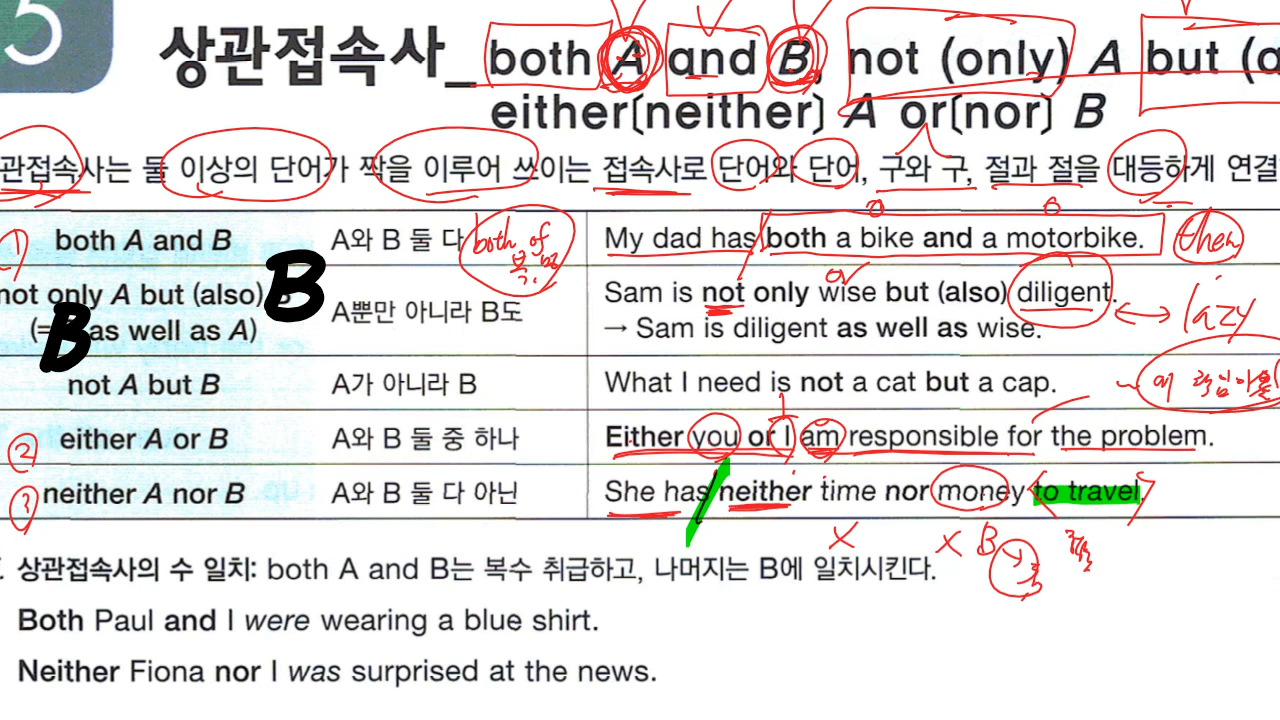 5
상관접속사_ both A and B, not (only) A but (a
either(neither) A or(nor) B
관접속사는 둘 이상의 단어가 짝을 이루어 쓰이는 접속사로 단어와 단어, 구와 구, 절과 절을 대등하게 연결
1) both A and B A와 B 둘 다 both of My dad has both a bike and a motorbike. then
not only A but (also) B
B
(= as well as A)
B
A뿐만 아니라 B도
Sam is not only wise but (also) diligent. ↔ lazy
→ Sam is diligent as well as wise.
not A but B A가 아니라 B What I need is not a cat but a cap.
② either A or B A와 B 둘 중 하나 Either you or I am responsible for the problem.
③ neither A nor B A와 B 둘 다 아닌 She has neither time nor money to travel.
X X B
상관접속사의 수 일치: both A and B는 복수 취급하고, 나머지는 B에 일치시킨다.
Both Paul and I were wearing a blue shirt.
Neither Fiona nor I was surprised at the news.